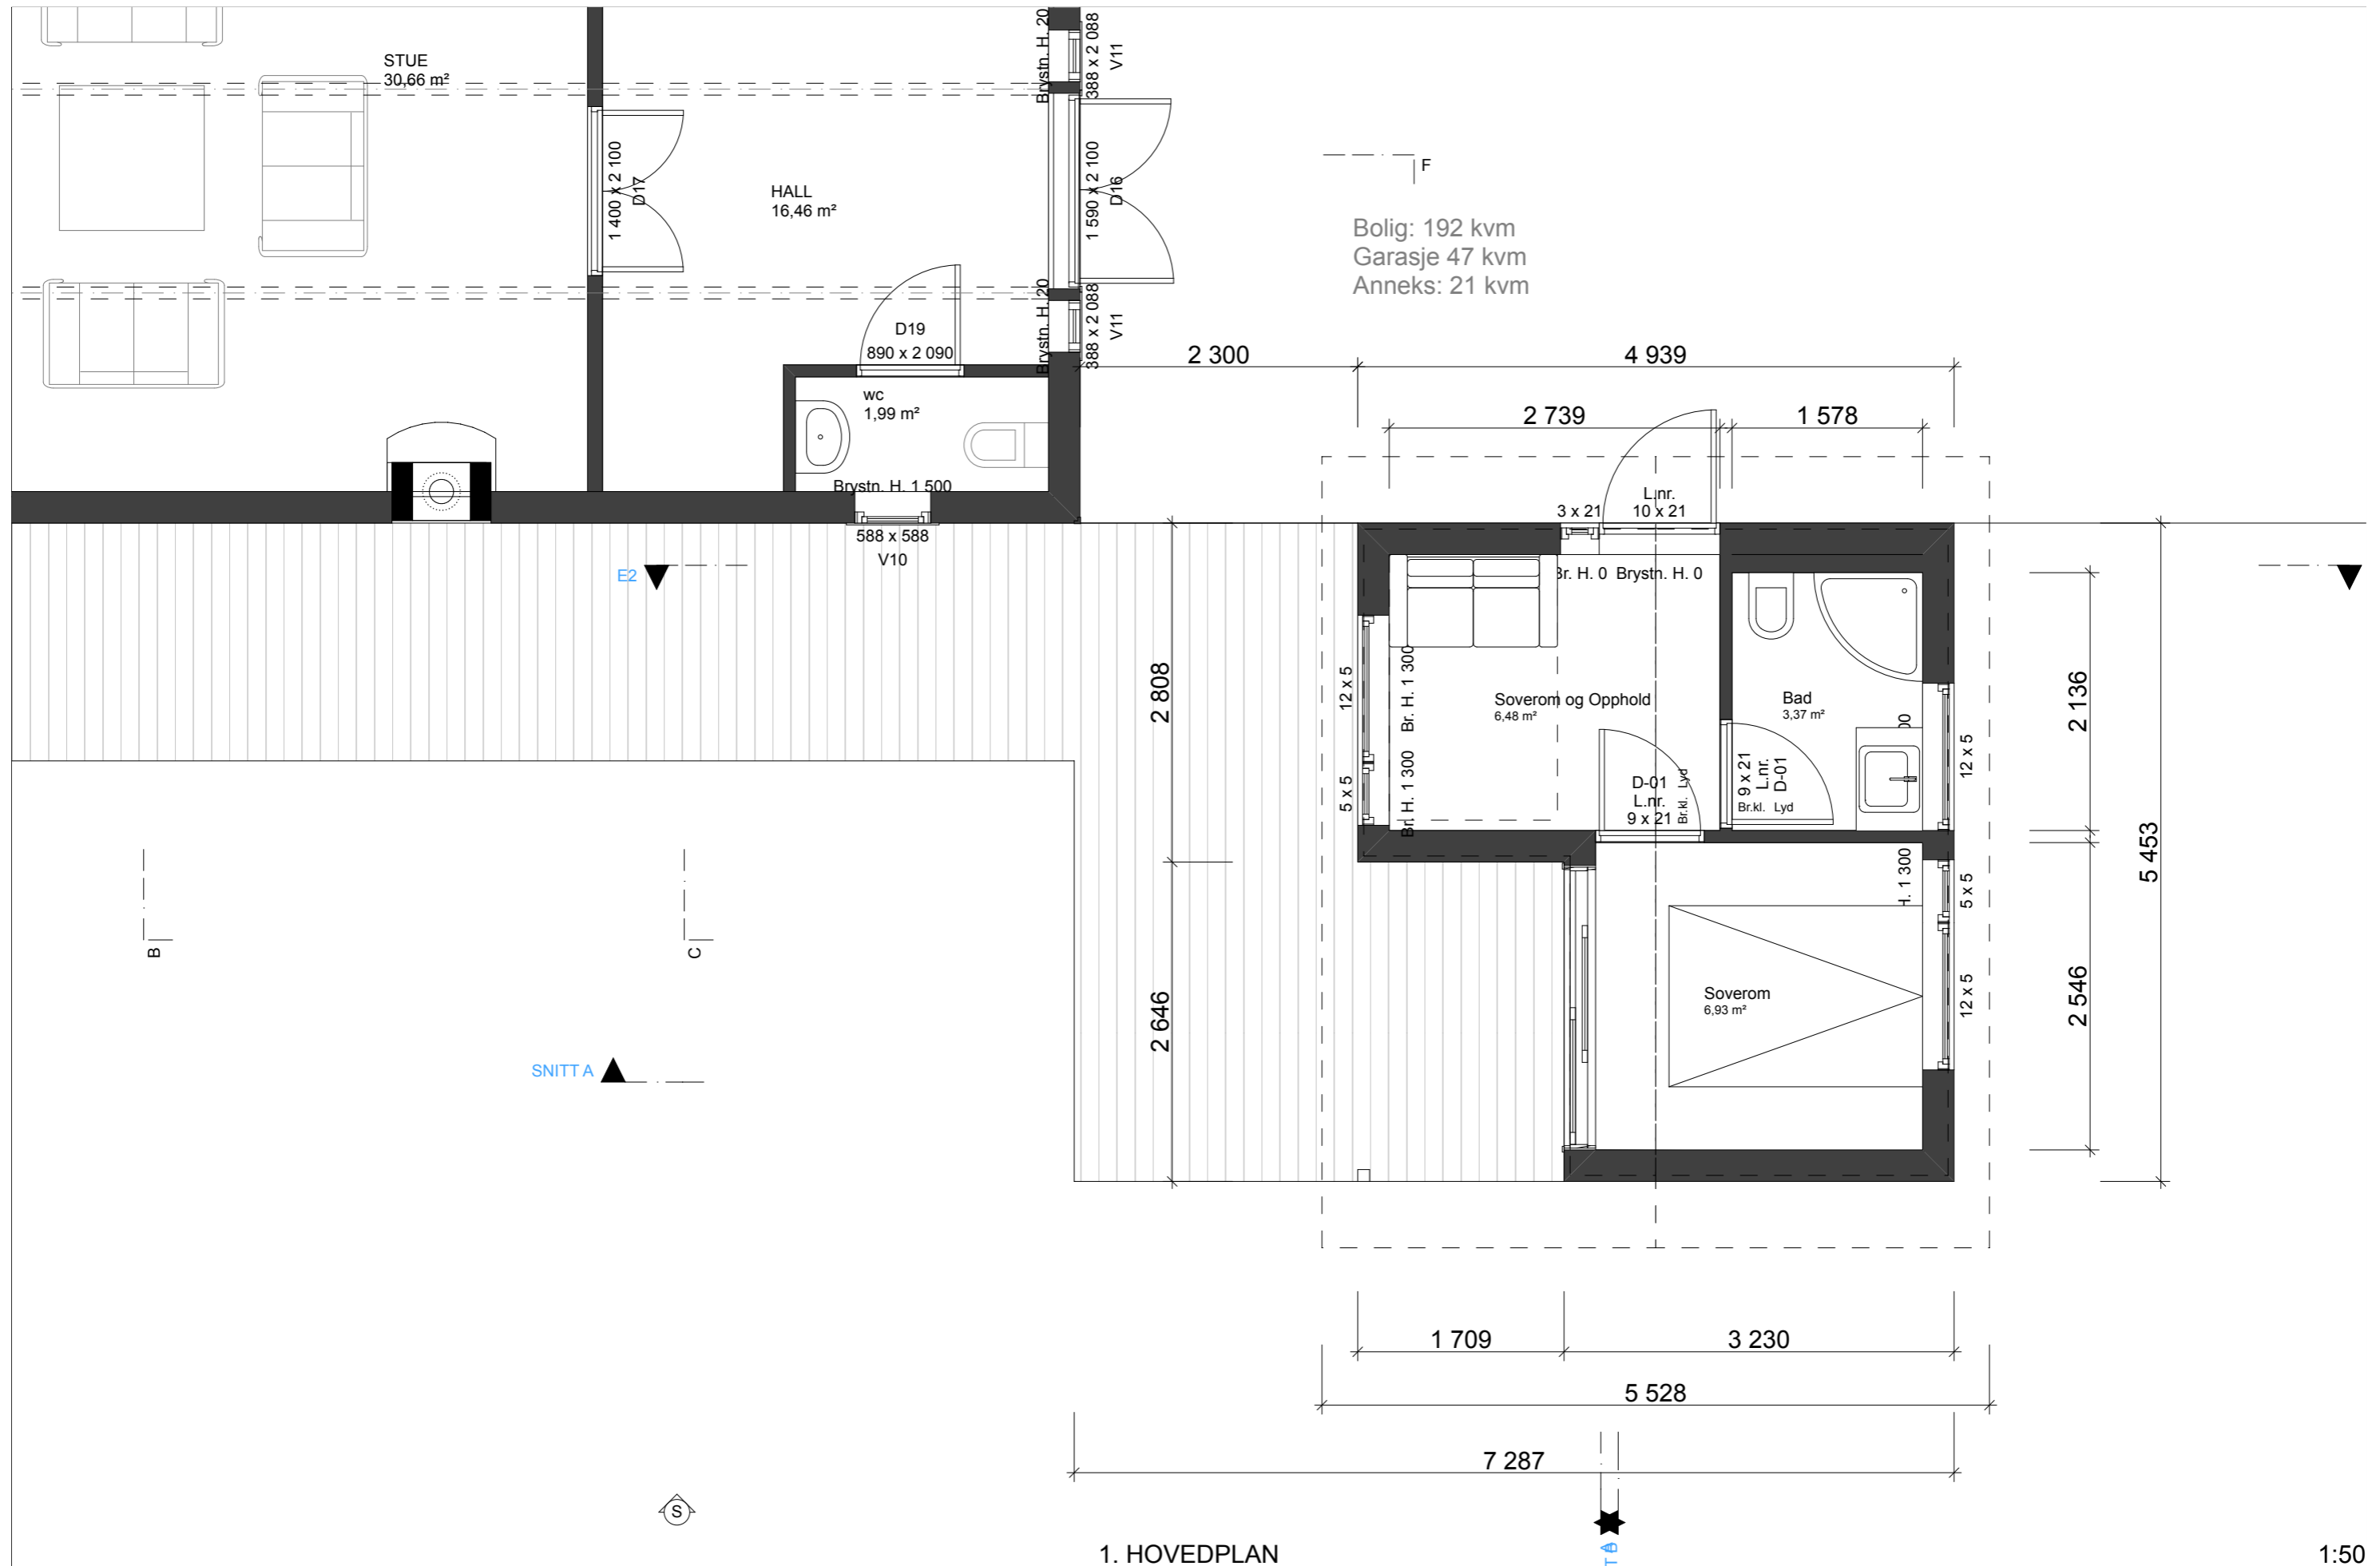 STUE
30,66 m²
Brystn. H. 20
388 x 2 088
V11
1 400 x 2 100
D17
HALL
16,46 m²
1 590 x 2 100
D16
F
Bolig: 192 kvm
Garasje 47 kvm
Anneks: 21 kvm
Brystn. H. 20
388 x 2 088
V11
D19
890 x 2 090
2 300
4 939
wc
1,99 m²
2 739
1 578
Brystn. H. 1 500
588 x 588
V10
3 x 21
L.nr.
10 x 21
Br. H. 0
Brystn. H. 0
E2
2 808
12 x 5
Br. H. 1 300
Soverom og Opphold
6,48 m²
Bad
3,37 m²
00
2 136
12 x 5
5 x 5
Br. H. 1 300
D-01
L.nr.
9 x 21
Br.kl.
Lyd
9 x 21
L.nr.
D-01
Br.kl.
Lyd
5 453
H. 1 300
5 x 5
B
C
2 646
Soverom
6,93 m²
12 x 5
2 546
SNITT A
1 709
3 230
5 528
7 287
S
1. HOVEDPLAN
1:50